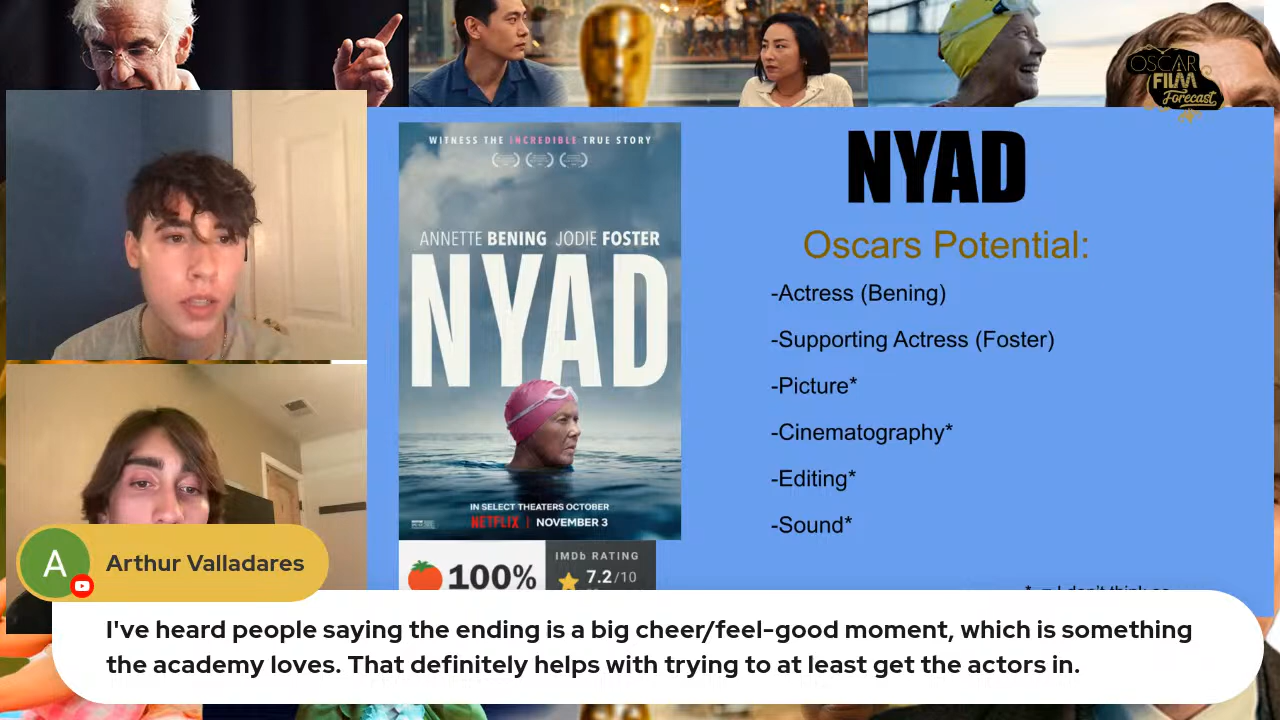 OSCAR
FILM
Forecast
WITNESS THE INCREDIBLE TRUE STORY
ANNETTE BENING JODIE FOSTER
NYAD
IN SELECT THEATERS OCTOBER
NETFLIX | NOVEMBER 3
100%
IMDb RATING
7.2/10
NYAD
Oscars Potential:
-Actress (Bening)
-Supporting Actress (Foster)
-Picture*
-Cinematography*
-Editing*
-Sound*
A
Arthur Valladares
I've heard people saying the ending is a big cheer/feel-good moment, which is something
the academy loves. That definitely helps with trying to at least get the actors in.